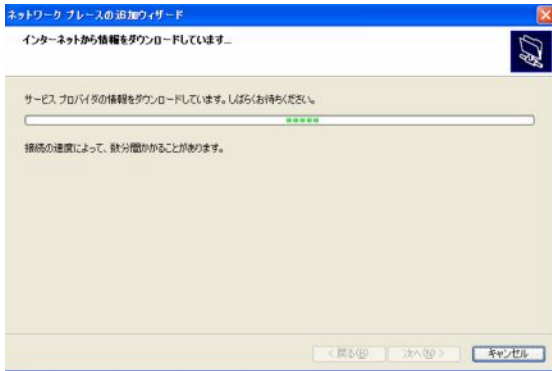 ネットワーク プレースの追加ウィザード
インターネットから情報をダウンロードしています...
サービス プロバイダの情報をダウンロードしています。しばらくお待ちください。
接続の速度によって、数分間かかることがあります。
< 戻る(B)
次へ(N) >
キャンセル